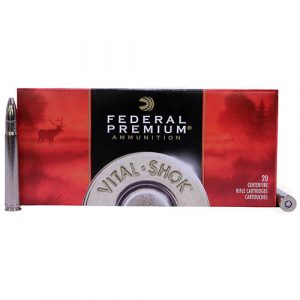 FEDERAL
PREMIUM®
AMMUNITION
VITAL·SHOK
20
CENTERFIRE
RIFLE CARTRIDGES
CARTOUCHES